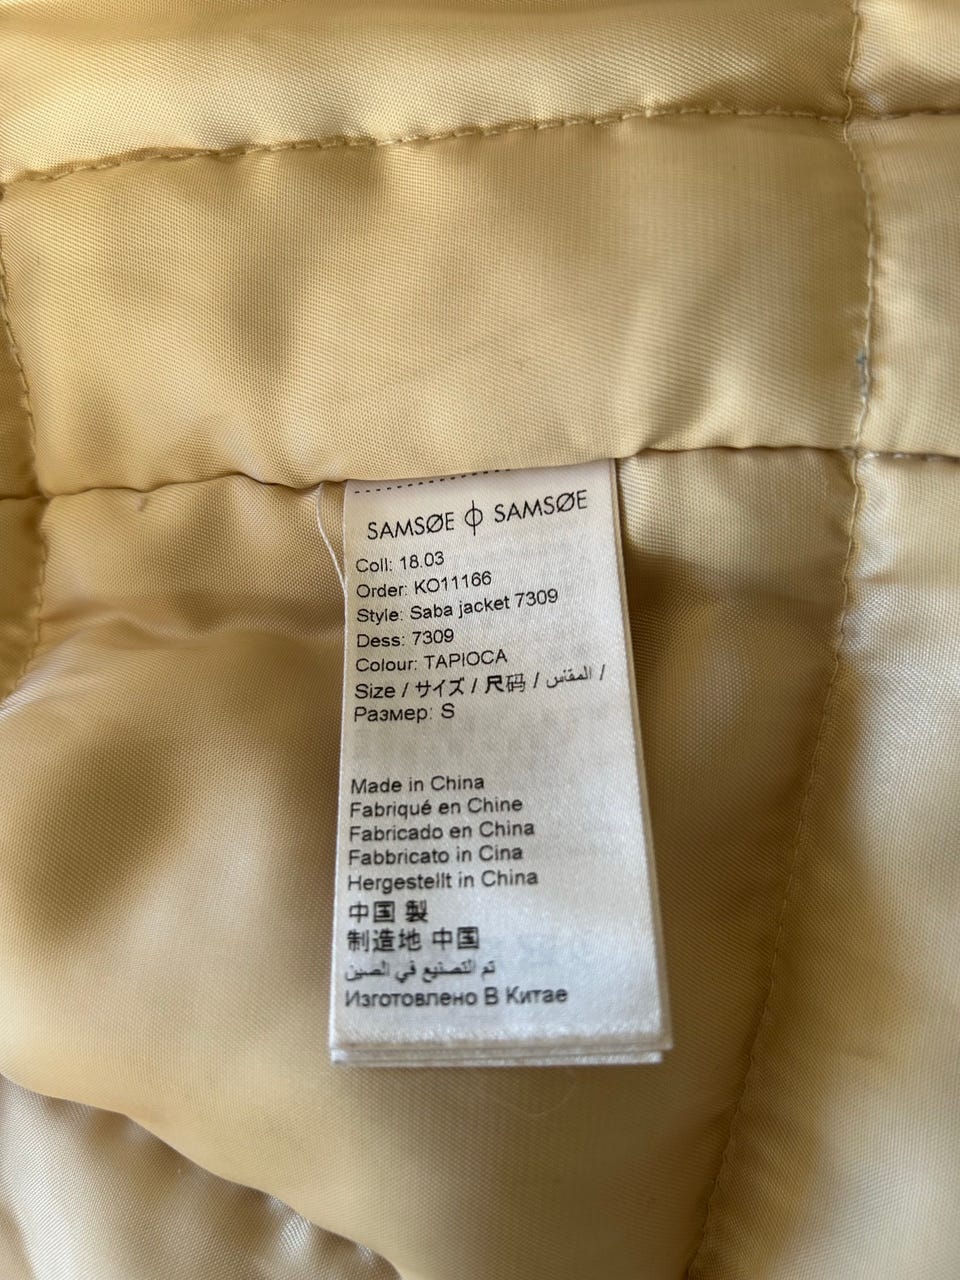 SAMSØE ϕ SAMSØE
Coll: 18.03
Order: KO11166
Style: Saba jacket 7309
Dess: 7309
Colour: TAPIOCA
Size / サイズ / 尺码 / المقاس /
Размер: S
Made in China
Fabriqué en Chine
Fabricado en China
Fabbricato in Cina
Hergestellt in China
中国 製
制造地 中国
تم التصنيع في الصين
Изготовлено В Китае